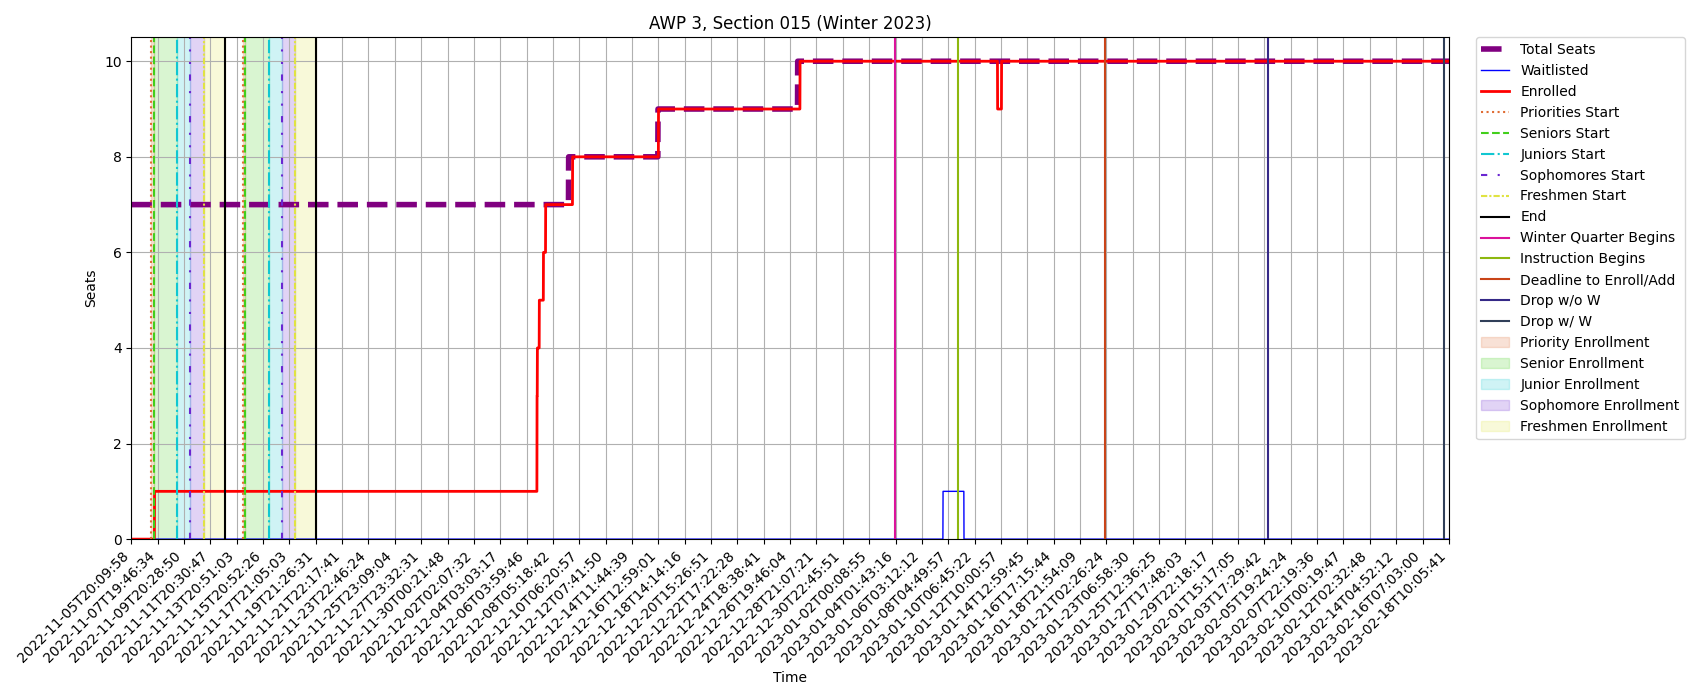 AWP 3, Section 015 (Winter 2023)
Seats
10
8
6
4
2
0
2022-11-05T20:09:58
2022-11-07T19:46:34
2022-11-09T20:28:50
2022-11-11T20:30:47
2022-11-13T20:51:03
2022-11-15T20:52:26
2022-11-17T21:05:03
2022-11-19T21:26:31
2022-11-21T22:17:41
2022-11-23T22:46:24
2022-11-25T23:09:04
2022-11-27T23:32:31
2022-11-30T00:21:48
2022-12-02T02:07:32
2022-12-04T03:03:17
2022-12-06T03:59:46
2022-12-08T05:18:42
2022-12-10T06:20:57
2022-12-12T07:41:50
2022-12-14T11:44:39
2022-12-16T12:59:01
2022-12-18T14:14:16
2022-12-20T15:26:51
2022-12-22T17:22:28
2022-12-24T18:38:41
2022-12-26T19:46:04
2022-12-28T21:07:21
2022-12-30T22:45:51
2023-01-02T00:08:55
2023-01-04T01:43:16
2023-01-06T03:12:12
2023-01-08T04:49:57
2023-01-10T06:45:22
2023-01-12T10:00:57
2023-01-14T12:59:45
2023-01-16T17:15:44
2023-01-18T21:54:09
2023-01-21T02:26:24
2023-01-23T06:58:30
2023-01-25T12:36:25
2023-01-27T17:48:03
2023-01-29T22:18:17
2023-02-01T15:17:05
2023-02-03T17:29:42
2023-02-05T19:24:24
2023-02-07T22:19:36
2023-02-10T00:19:47
2023-02-12T02:32:48
2023-02-14T04:52:12
2023-02-16T07:03:00
2023-02-18T10:05:41
Time
Total Seats
Waitlisted
Enrolled
Priorities Start
Seniors Start
Juniors Start
Sophomores Start
Freshmen Start
End
Winter Quarter Begins
Instruction Begins
Deadline to Enroll/Add
Drop w/o W
Drop w/ W
Priority Enrollment
Senior Enrollment
Junior Enrollment
Sophomore Enrollment
Freshmen Enrollment